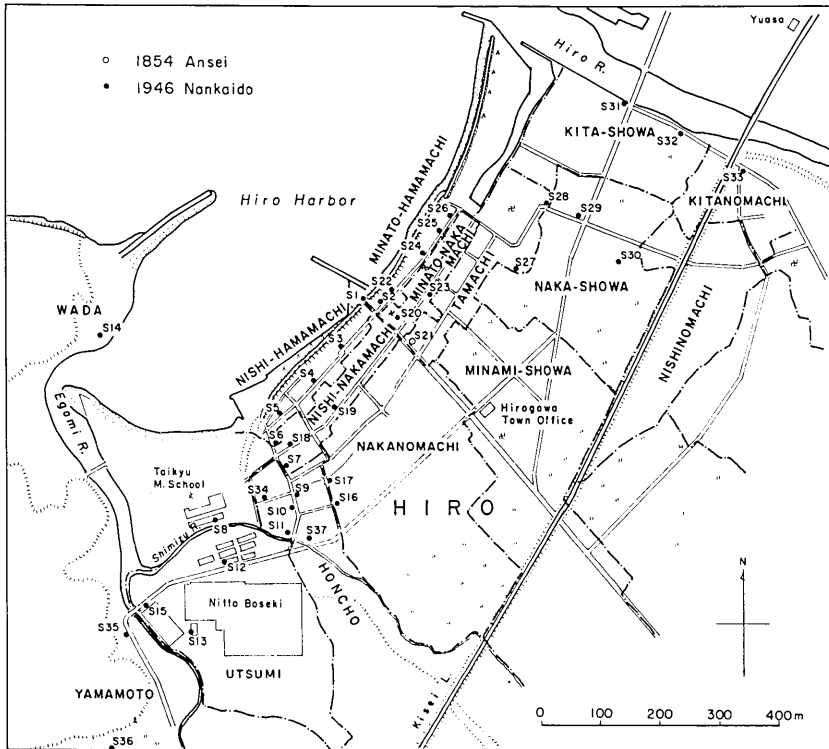 1854 Ansei
1946 Nankaido
Yuasa
Hiro R.
S31
KITA-SHOWA
S32
S33
KITANOMACHI
Hiro Harbor
MINATO-HAMAMACHI
S26
S25
S24
MINATO-NAKA
MACHI
S28
S29
S27
S30
NAKA-SHOWA
TAMACHI
S22
S1
S2
S23
S20
S21
WADA
S14
NISHI-HAMAMACHI
S3
S4
NISHI-NAKAMACHI
MINAMI-SHOWA
NISHINOMACHI
S5
S19
Hirogawa
Town Office
S6
S18
NAKANOMACHI
Egami R.
S7
Taikyu
M. School
S34
S9
S17
S16
HIRO
S10
S8
S11
S37
Shimizu R.
S12
HONCHO
Nitto Boseki
S15
S35
S13
UTSUMI
YAMAMOTO
Kisei L.
S36
N
0 100 200 300 400m